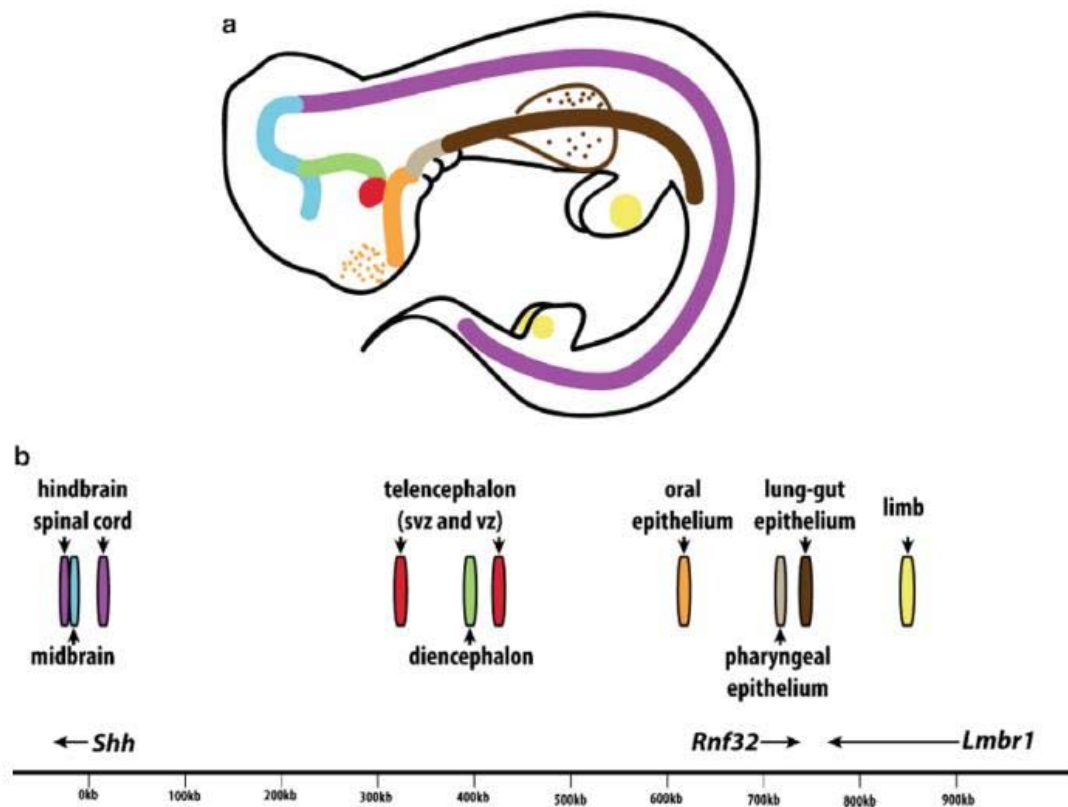 a
b
hindbrain
spinal cord
telencephalon
(svz and vz)
oral
epithelium
lung-gut
epithelium
limb
midbrain
diencephalon
pharyngeal
epithelium
Shh
Rnf32
Lmbr1
0kb 100kb 200kb 300kb 400kb 500kb 600kb 700kb 800kb 900kb